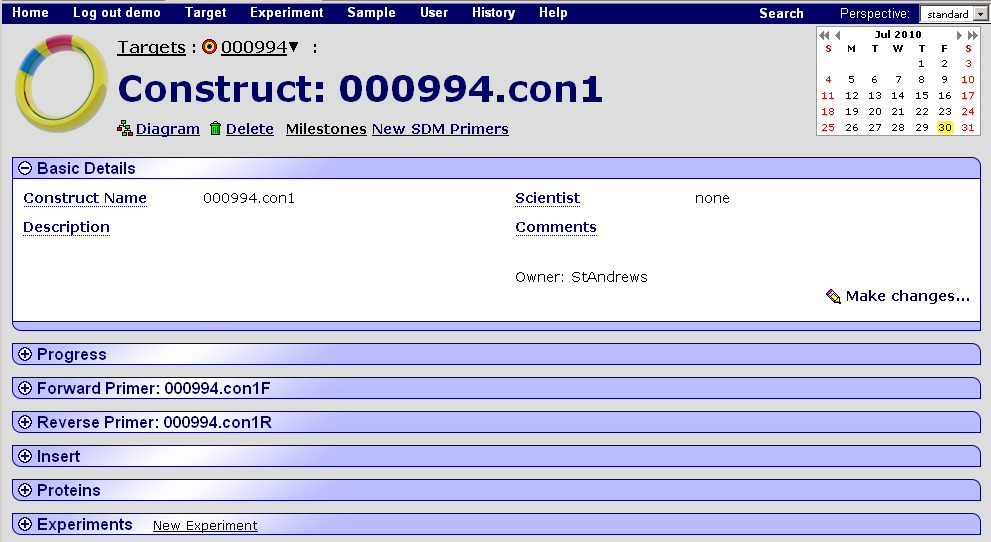 Home Log out demo Target Experiment Sample User History Help Search Perspective: standard
Targets : 000994 :
Construct: 000994.con1
Diagram Delete Milestones New SDM Primers
Jul 2010
S M T W T F S
1 2 3
4 5 6 7 8 9 10
11 12 13 14 15 16 17
18 19 20 21 22 23 24
25 26 27 28 29 30 31
Basic Details
Construct Name 000994.con1 Scientist none
Description Comments
Owner: StAndrews
Make changes...
Progress
Forward Primer: 000994.con1F
Reverse Primer: 000994.con1R
Insert
Proteins
Experiments New Experiment